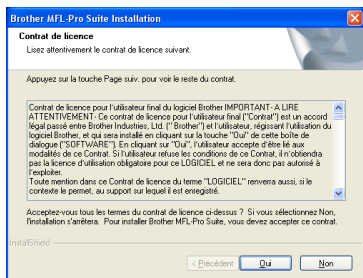 Brother MFL-Pro Suite Installation
Contrat de licence
Lisez attentivement le contrat de licence suivant.
Appuyez sur la touche Page suiv. pour voir le reste du contrat.
Contrat de licence pour l'utilisateur final du logiciel Brother IMPORTANT- A LIRE
ATTENTIVEMENT- Ce contrat de licence pour l'utilisateur final ("Contrat") est un accord
légal passé entre Brother Industries, Ltd. (" Brother") et l'utilisateur, régissant l'utilisation du
logiciel Brother, et qui sera installé en cliquant sur la touche "Oui" de cette boîte de
dialogue ("SOFTWARE"). En cliquant sur "Oui", l'utilisateur accepte d'être lié aux
modalités de ce Contrat. Si l'utilisateur refuse les conditions de ce Contrat, il n'obtiendra
pas la licence d'utilisation obligatoire pour ce LOGICIEL et ne sera donc pas autorisé à
l'exploiter.
Toute mention dans ce Contrat de licence du terme "LOGICIEL" renverra aussi, si le
contexte le permet, au support sur lequel il est enregistré.
Acceptez-vous tous les termes du contrat de licence ci-dessus ? Si vous sélectionnez Non,
l'installation s'arrêtera. Pour installer Brother MFL-Pro Suite, vous devez accepter ce contrat.
InstallShield
< Précédent Oui Non